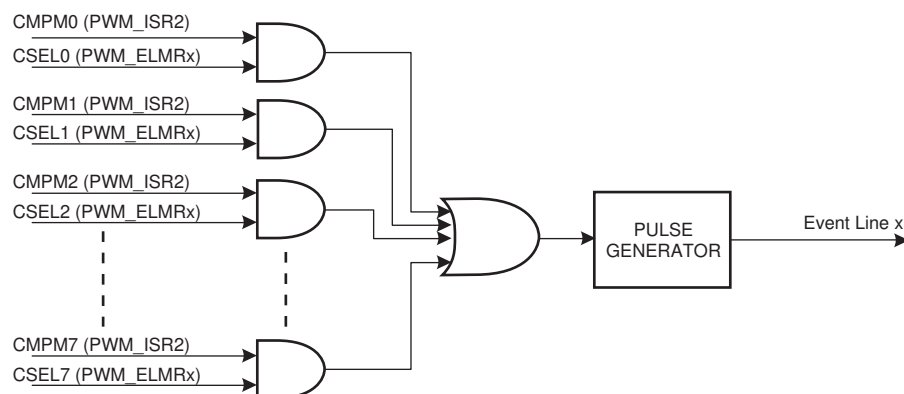 CMPM0 (PWM_ISR2)
CSEL0 (PWM_ELMRx)
CMPM1 (PWM_ISR2)
CSEL1 (PWM_ELMRx)
CMPM2 (PWM_ISR2)
CSEL2 (PWM_ELMRx)
CMPM7 (PWM_ISR2)
CSEL7 (PWM_ELMRx)
PULSE
GENERATOR
Event Line x